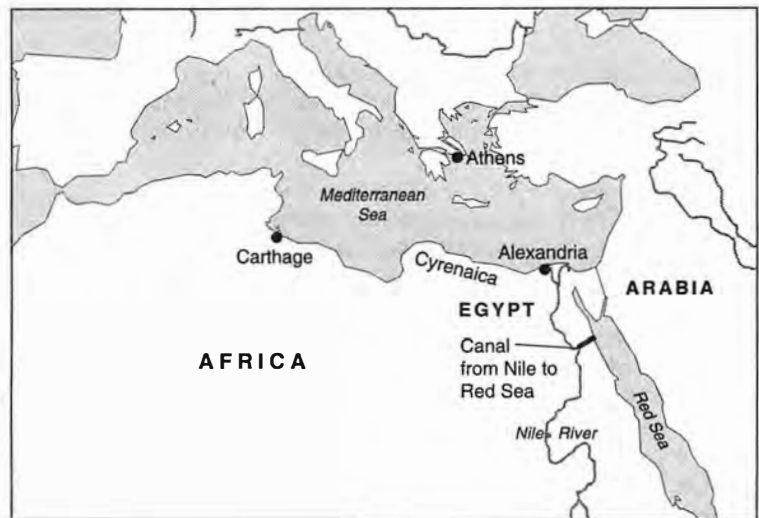 Athens
Mediterranean
Sea
Carthage
Cyrenaica
Alexandria
ARABIA
EGYPT
AFRICA
Canal
from Nile to
Red Sea
Red Sea
Nile River